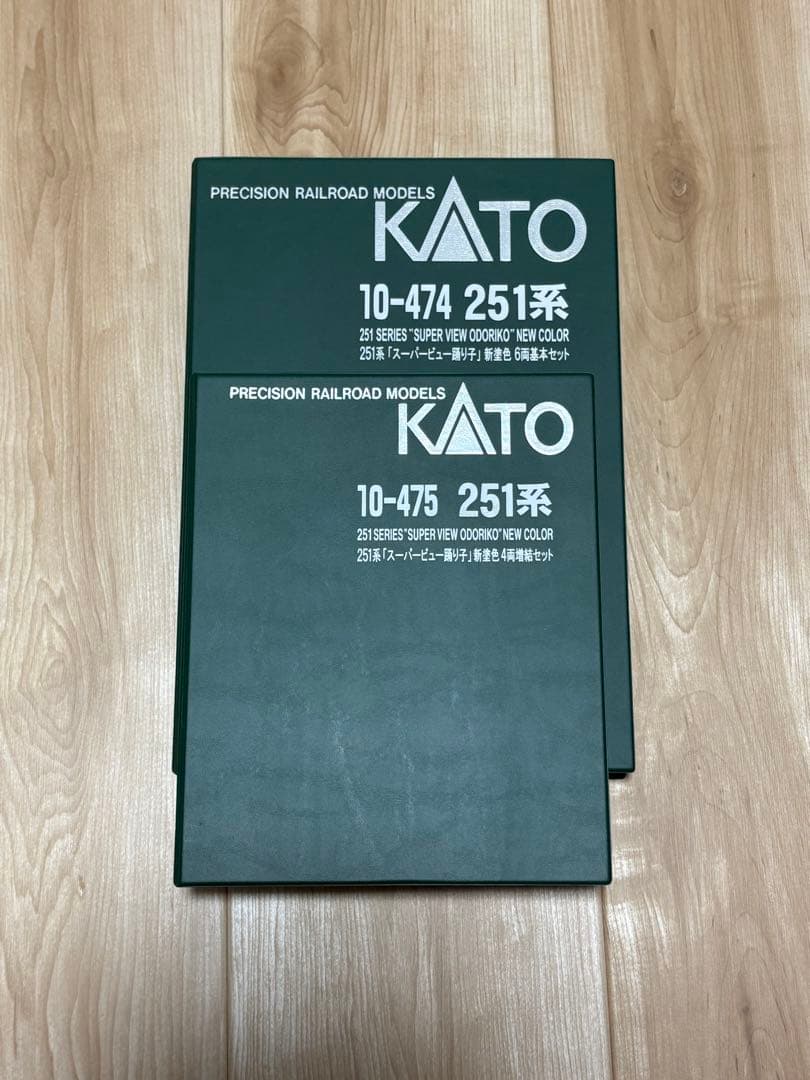 PRECISION RAILROAD MODELS
KATO
10-474 251系
251 SERIES "SUPER VIEW ODORIKO" NEW COLOR
251系「スーパービュー踊り子」新塗色 6両基本セット
PRECISION RAILROAD MODELS
KATO
10-475 251系
251 SERIES "SUPER VIEW ODORIKO" NEW COLOR
251系「スーパービュー踊り子」新塗色 4両増結セット